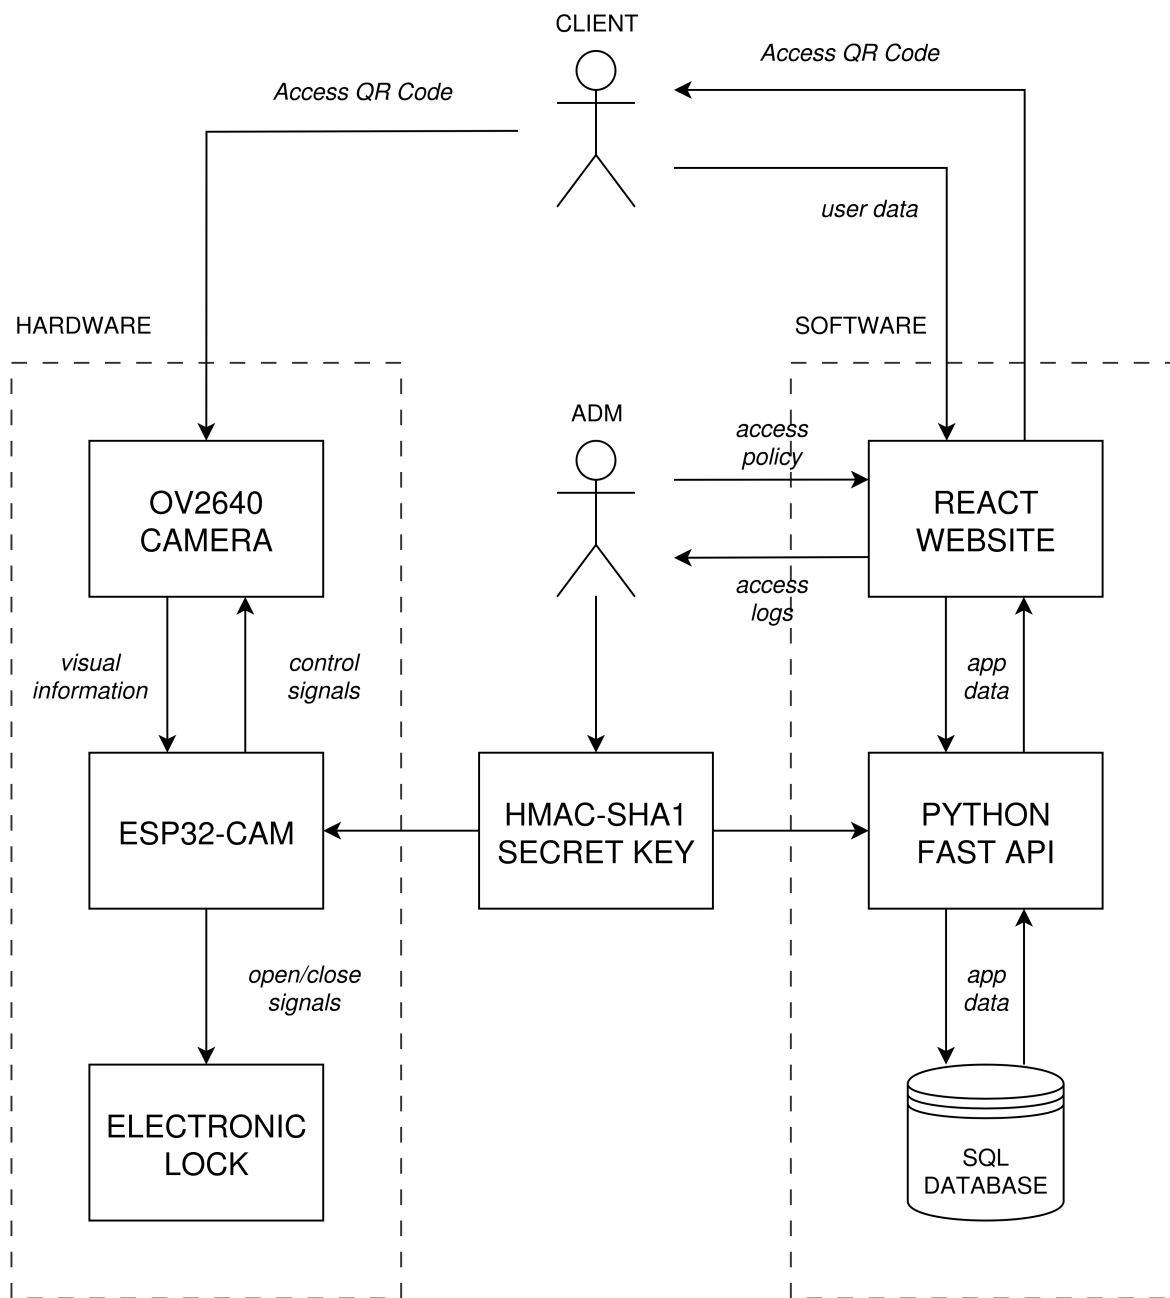 CLIENT
Access QR Code
Access QR Code
user data
HARDWARE
SOFTWARE
ADM
access
policy
OV2640
CAMERA
REACT
WEBSITE
access
logs
visual
information
control
signals
app
data
ESP32-CAM
HMAC-SHA1
SECRET KEY
PYTHON
FAST API
open/close
signals
app
data
ELECTRONIC
LOCK
SQL
DATABASE